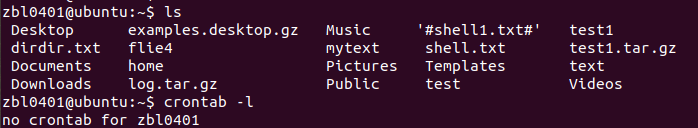 zbl0401@ubuntu:~$ ls
Desktop examples.desktop.gz Music '#shell1.txt#' test1
dirdir.txt flie4 mytext shell.txt test1.tar.gz
Documents home Pictures Templates text
Downloads log.tar.gz Public test Videos
zbl0401@ubuntu:~$ crontab -l
no crontab for zbl0401